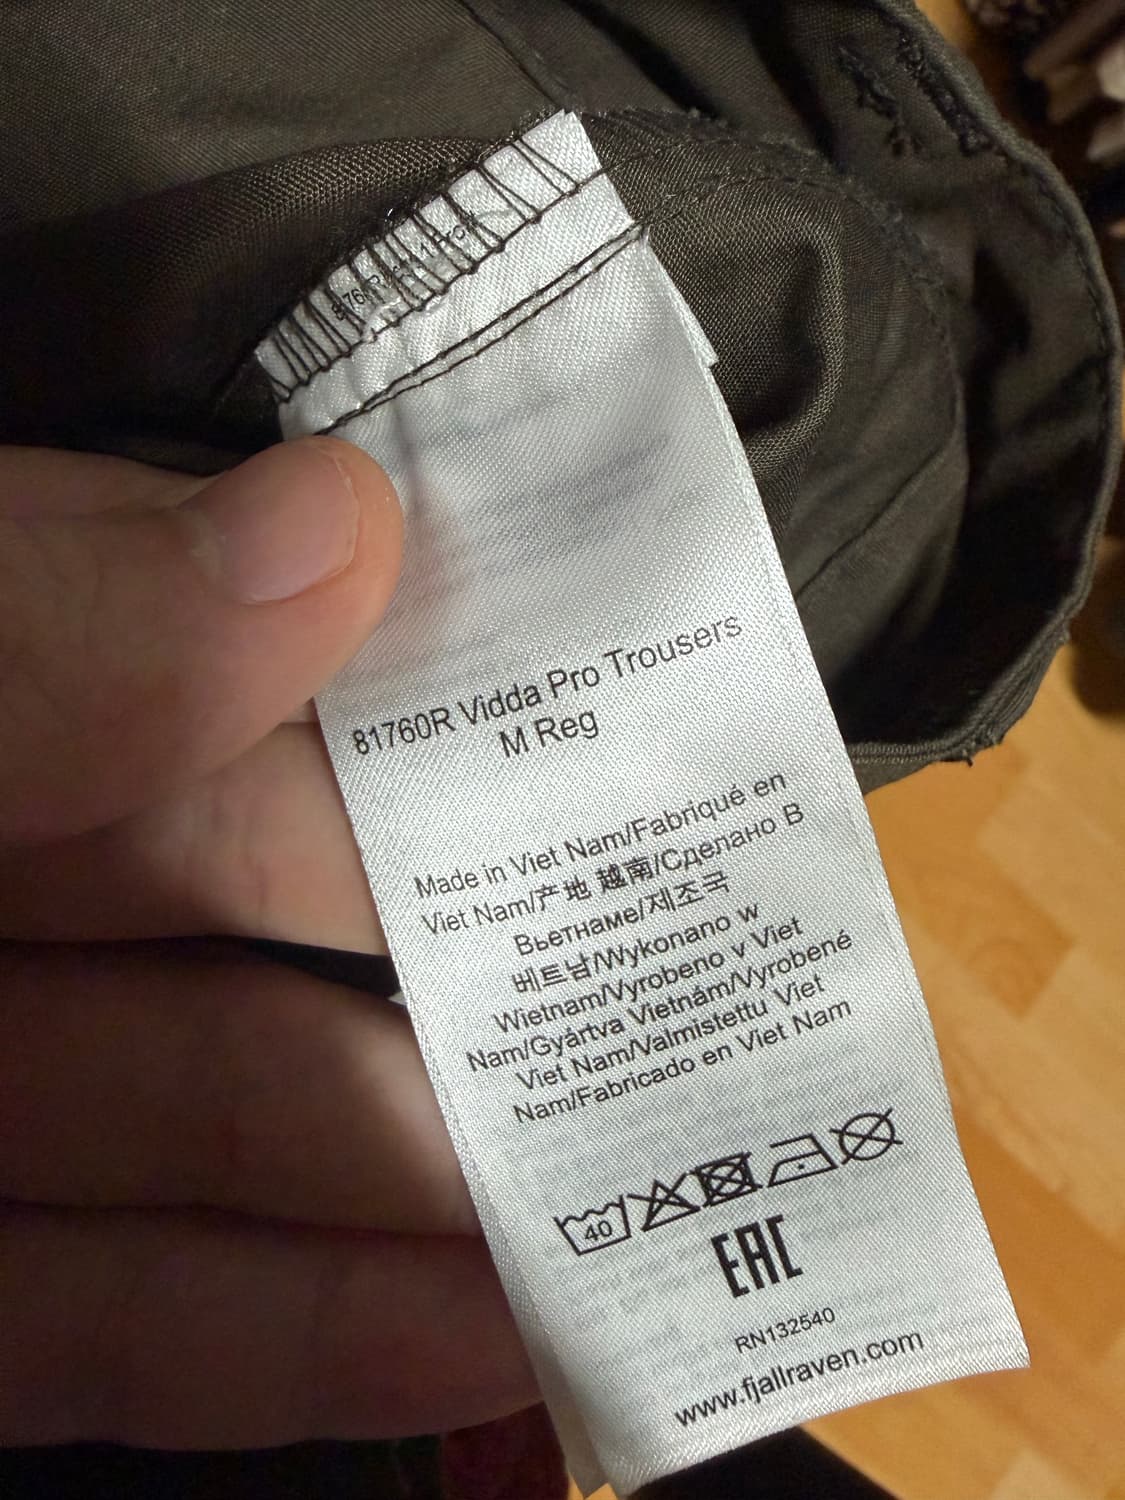 81760R Vidda Pro Trousers
M Reg
Made in Viet Nam/Fabriqué en
Viet Nam/产地 越南/Сделано В
Вьетнаме/제조국
베트남/Wykonano w
Wietnam/Vyrobeno v Viet
Nam/Gyártva Vietnám/Vyrobené
Viet Nam/Valmistettu Viet
Nam/Fabricado en Viet Nam
40
EAC
RN132540
www.fjallraven.com